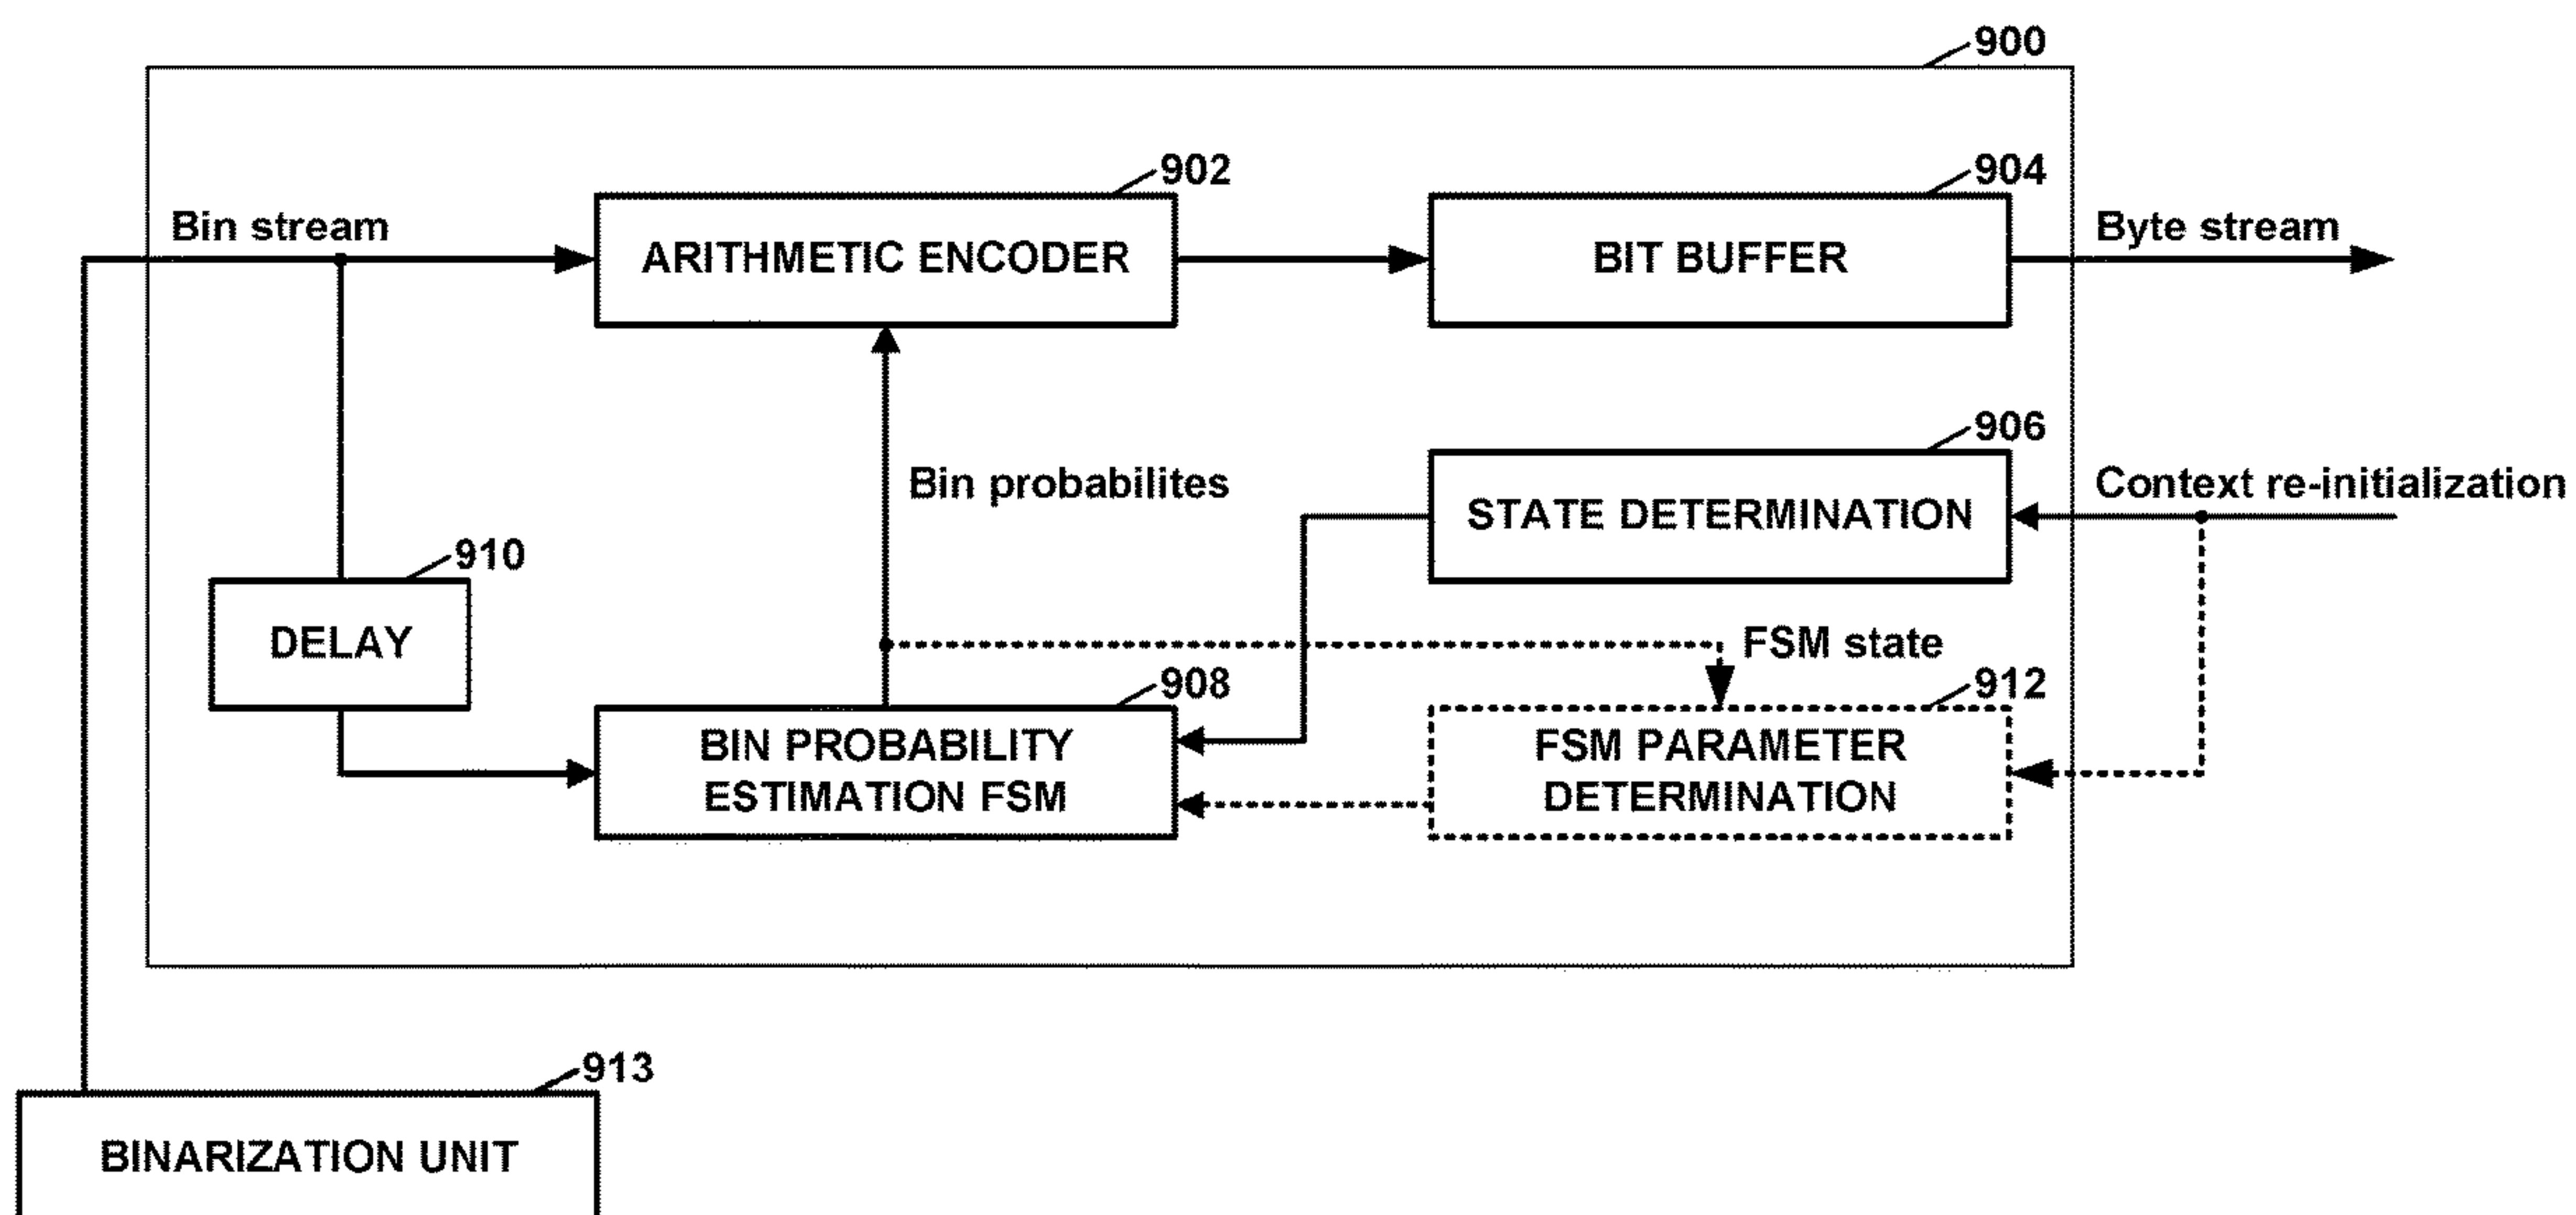 900
902
904
Bin stream
ARITHMETIC ENCODER
BIT BUFFER
Byte stream
906
Bin probabilites
STATE DETERMINATION
Context re-initialization
910
DELAY
FSM state
908
912
BIN PROBABILITY
ESTIMATION FSM
FSM PARAMETER
DETERMINATION
913
BINARIZATION UNIT